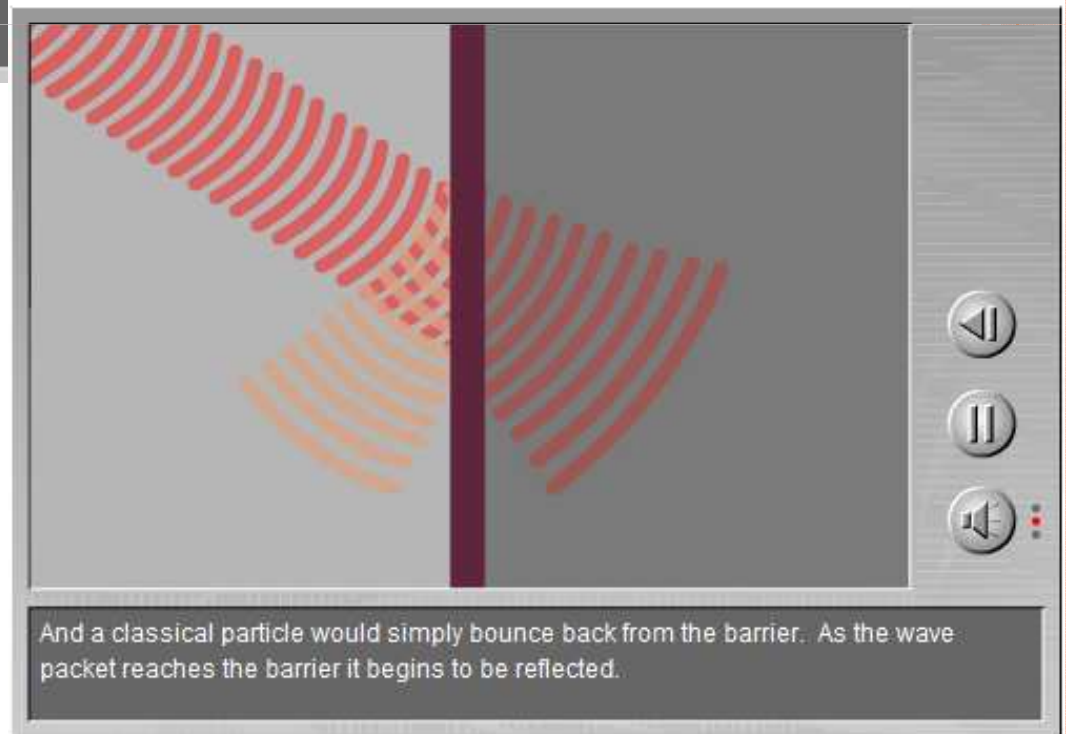 And a classical particle would simply bounce back from the barrier.  As the wave
packet reaches the barrier it begins to be reflected.